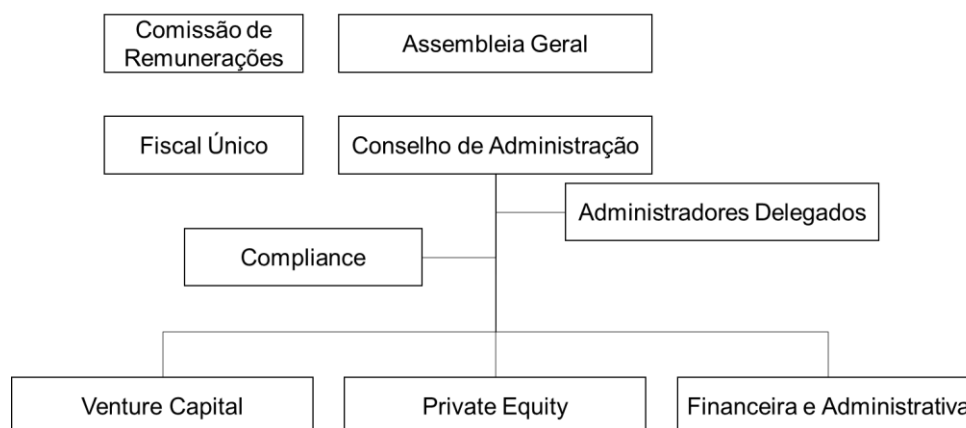 Comissão de
Remunerações
Assembleia Geral
Fiscal Único
Conselho de Administração
Administradores Delegados
Compliance
Venture Capital
Private Equity
Financeira e Administrativa